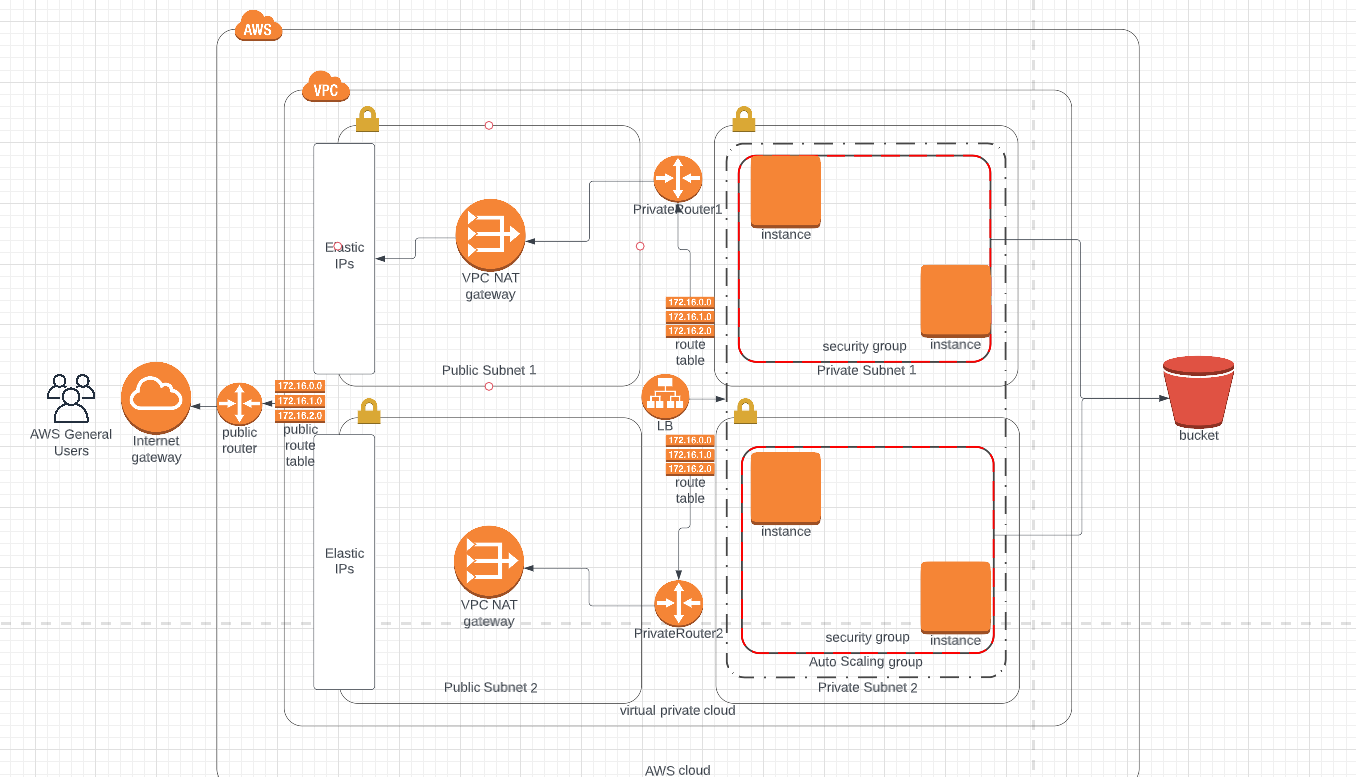 AWS
VPC
Elastic
IPs
VPC NAT
gateway
PrivateRouter1
172.16.0.0
172.16.1.0
172.16.2.0
route
table
instance
instance
security group
Public Subnet 1
Private Subnet 1
AWS General
Users
Internet
gateway
public
router
172.16.0.0
172.16.1.0
172.16.2.0
public
route
table
LB
172.16.0.0
172.16.1.0
172.16.2.0
route
table
bucket
Elastic
IPs
VPC NAT
gateway
PrivateRouter2
instance
instance
security group
Auto Scaling group
Public Subnet 2
Private Subnet 2
virtual private cloud
AWS cloud